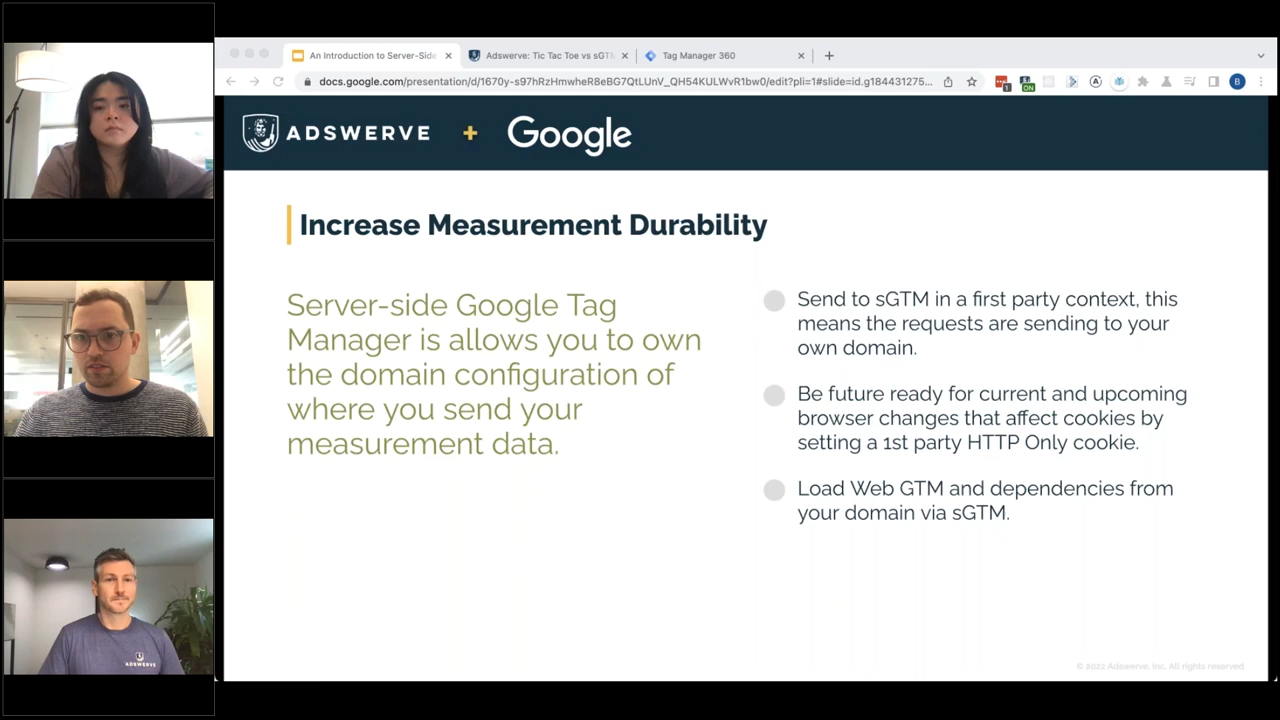 An Introduction to Server-Side
Adswerve: Tic Tac Toe vs sGTM
Tag Manager 360
docs.google.com/presentation/d/1670y-s97hRzHmwheR8eBG7QtLUnV_QH54KULWvR1bw0/edit?pli=1#slide=id.g184431275...
1
ON
B
ADSWERVE + Google
Increase Measurement Durability
Server-side Google Tag
Manager is allows you to own
the domain configuration of
where you send your
measurement data.
Send to sGTM in a first party context, this
means the requests are sending to your
own domain.
Be future ready for current and upcoming
browser changes that affect cookies by
setting a 1st party HTTP Only cookie.
Load Web GTM and dependencies from
your domain via sGTM.
© 2022 Adswerve, Inc. All rights reserved
ADSWERVE